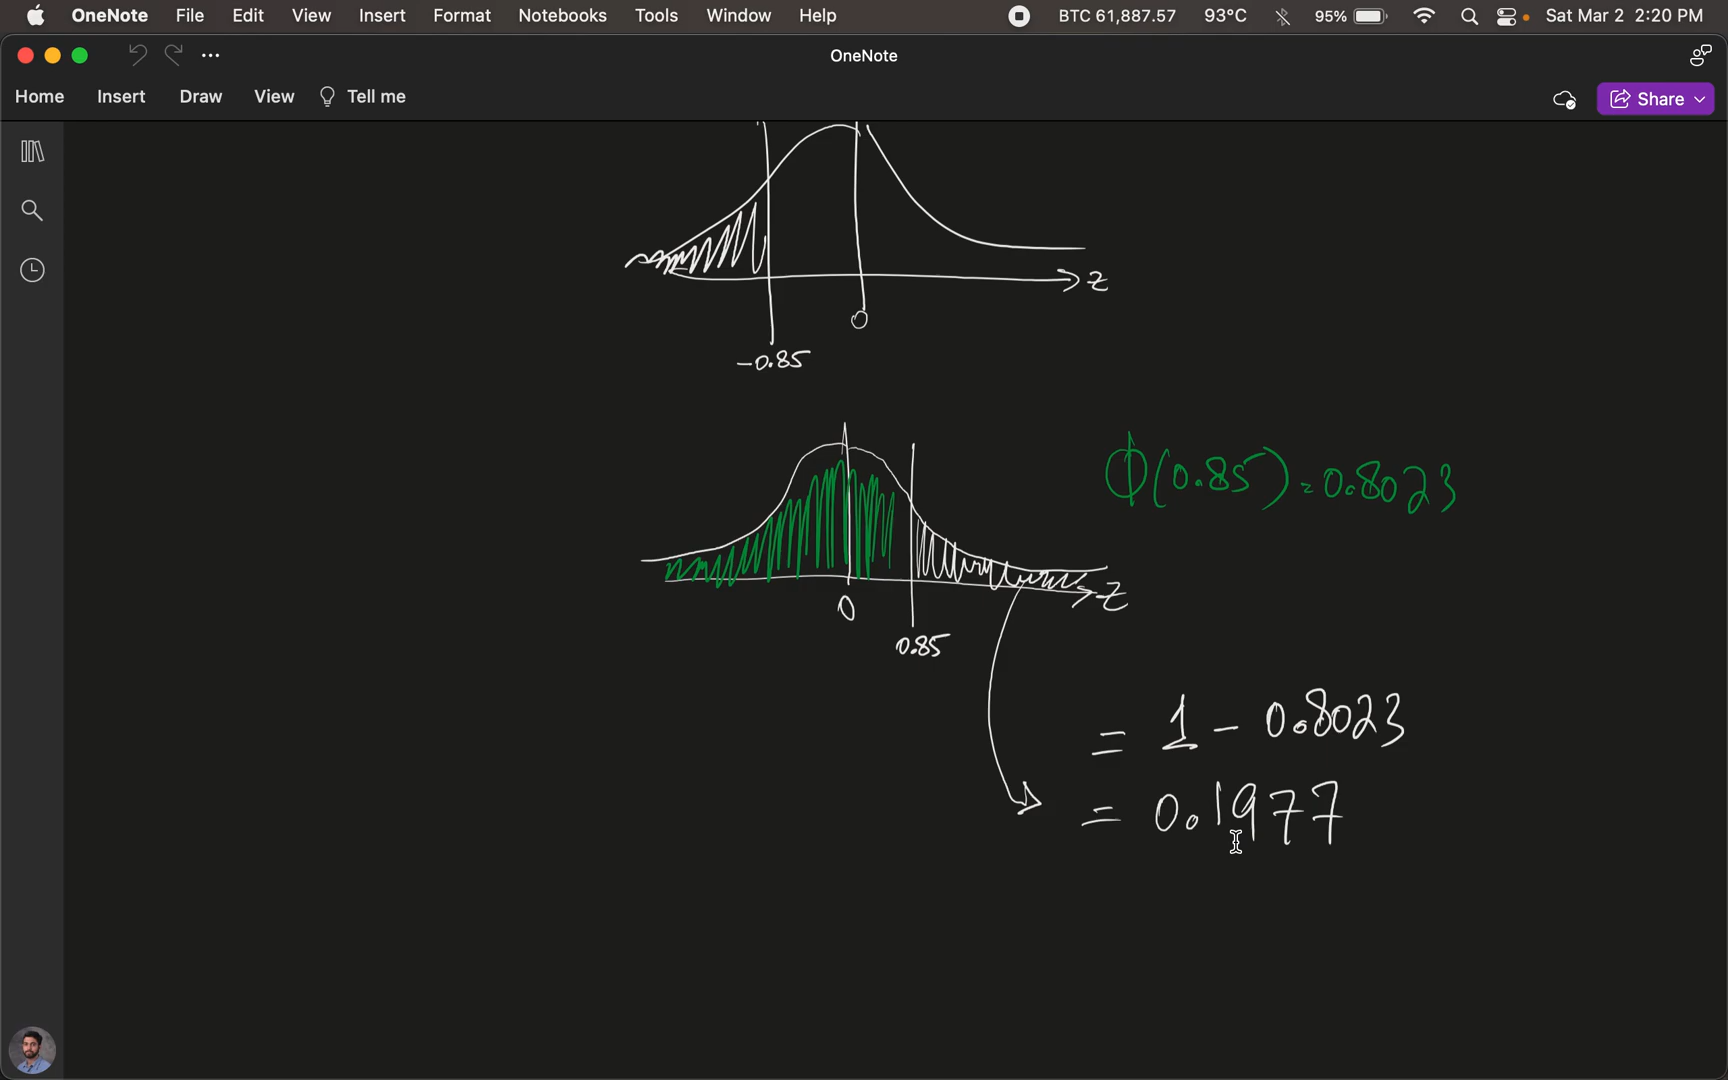 OneNote File Edit View Insert Format Notebooks Tools Window Help BTC 61,887.57 93°C 95% Sat Mar 2 2:20 PM
OneNote
Home Insert Draw View Tell me Share
z
0
-0.85
Φ(0.85) = 0.8023
z
0
0.85
= 1 - 0.8023
= 0.1977